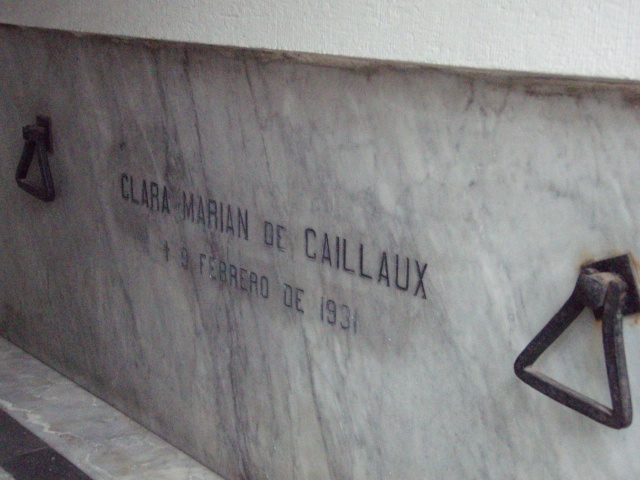 CLARA MARIAN DE CAILLAUX
† 9 FEBRERO DE 1931